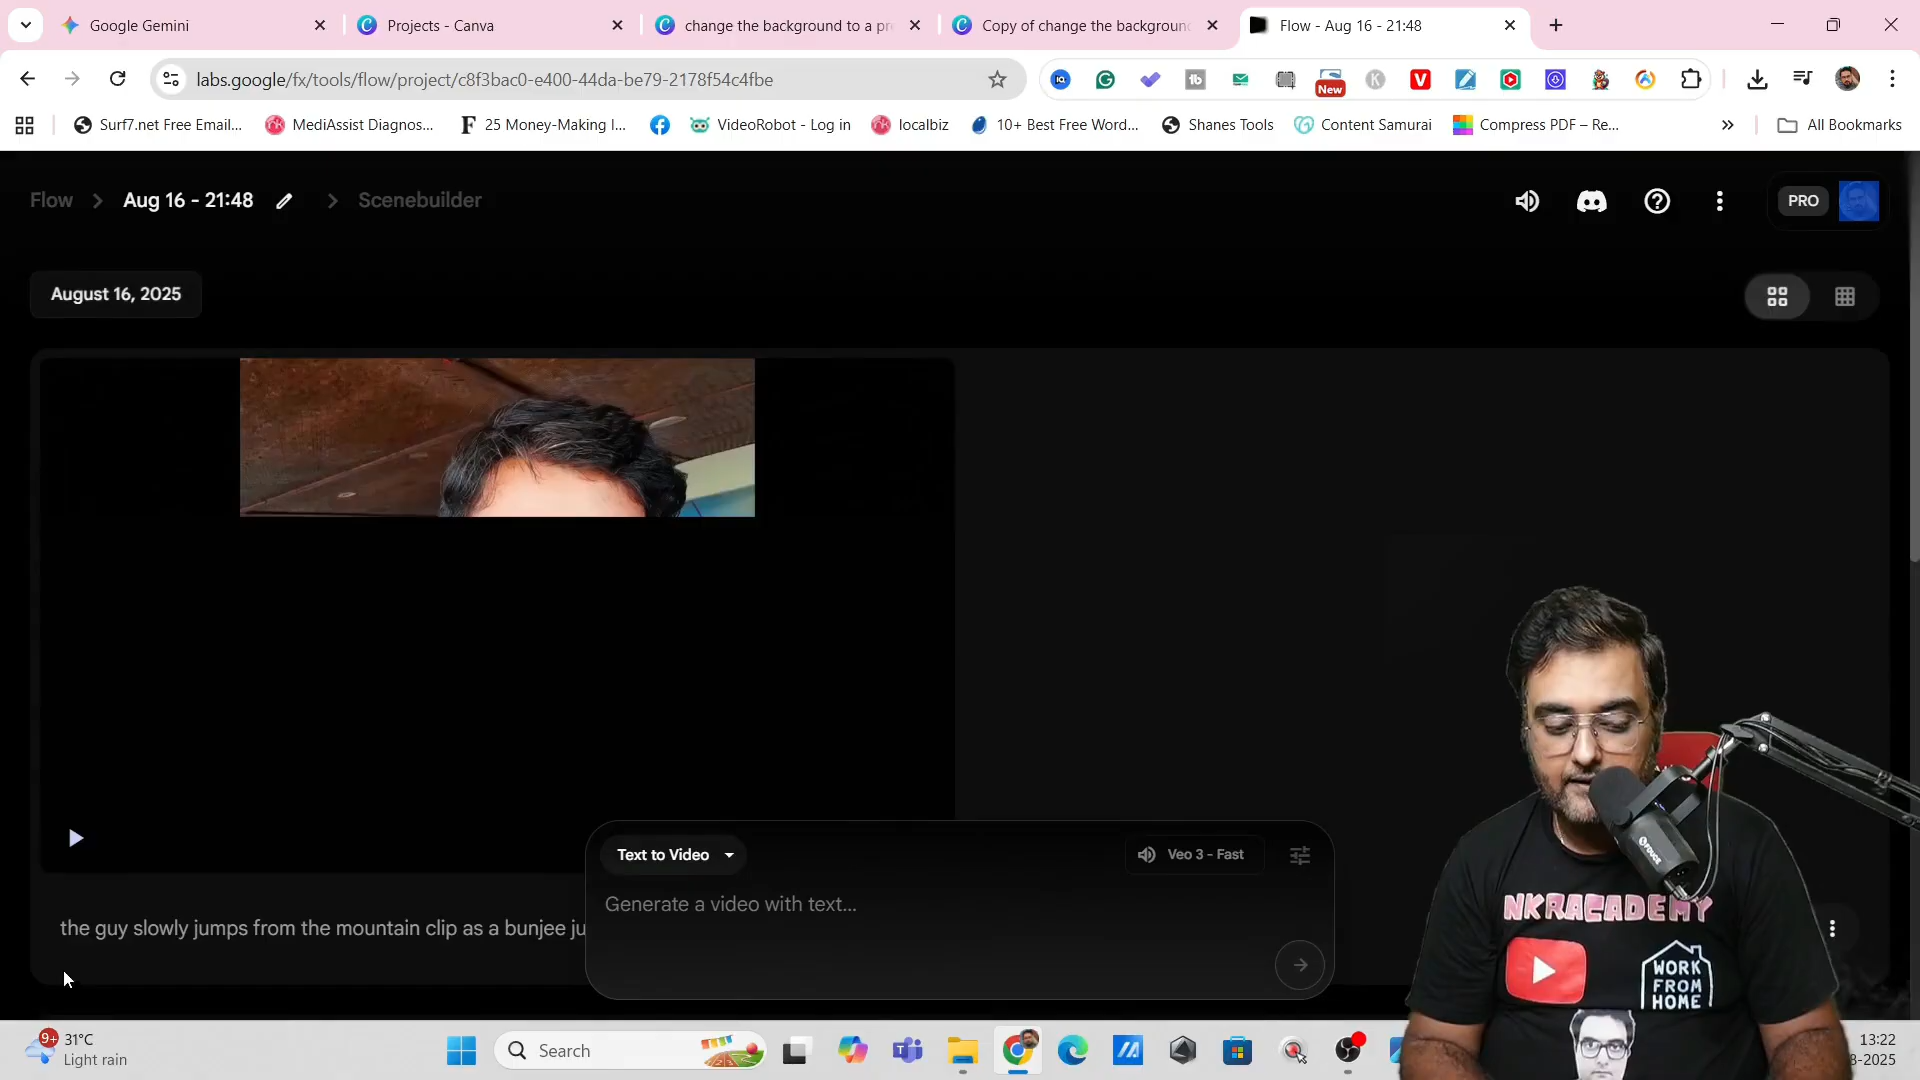 Google Gemini
Projects - Canva
change the background to a pr
Copy of change the background
Flow - Aug 16 - 21:48
labs.google/fx/tools/flow/project/c8f3bac0-e400-44da-be79-2178f54c4fbe
New
Surf7.net Free Email...
MediAssist Diagnos...
25 Money-Making I...
VideoRobot - Log in
localbiz
10+ Best Free Word...
Shanes Tools
Content Samurai
Compress PDF – Re...
All Bookmarks
Flow
Aug 16 - 21:48
Scenebuilder
PRO
August 16, 2025
Text to Video
Veo 3 - Fast
Generate a video with text...
the guy slowly jumps from the mountain clip as a bunjee ju
NKRACADEMY
WORK
FROM
HOME
9+
31°C
Light rain
Search
13:22
8-2025